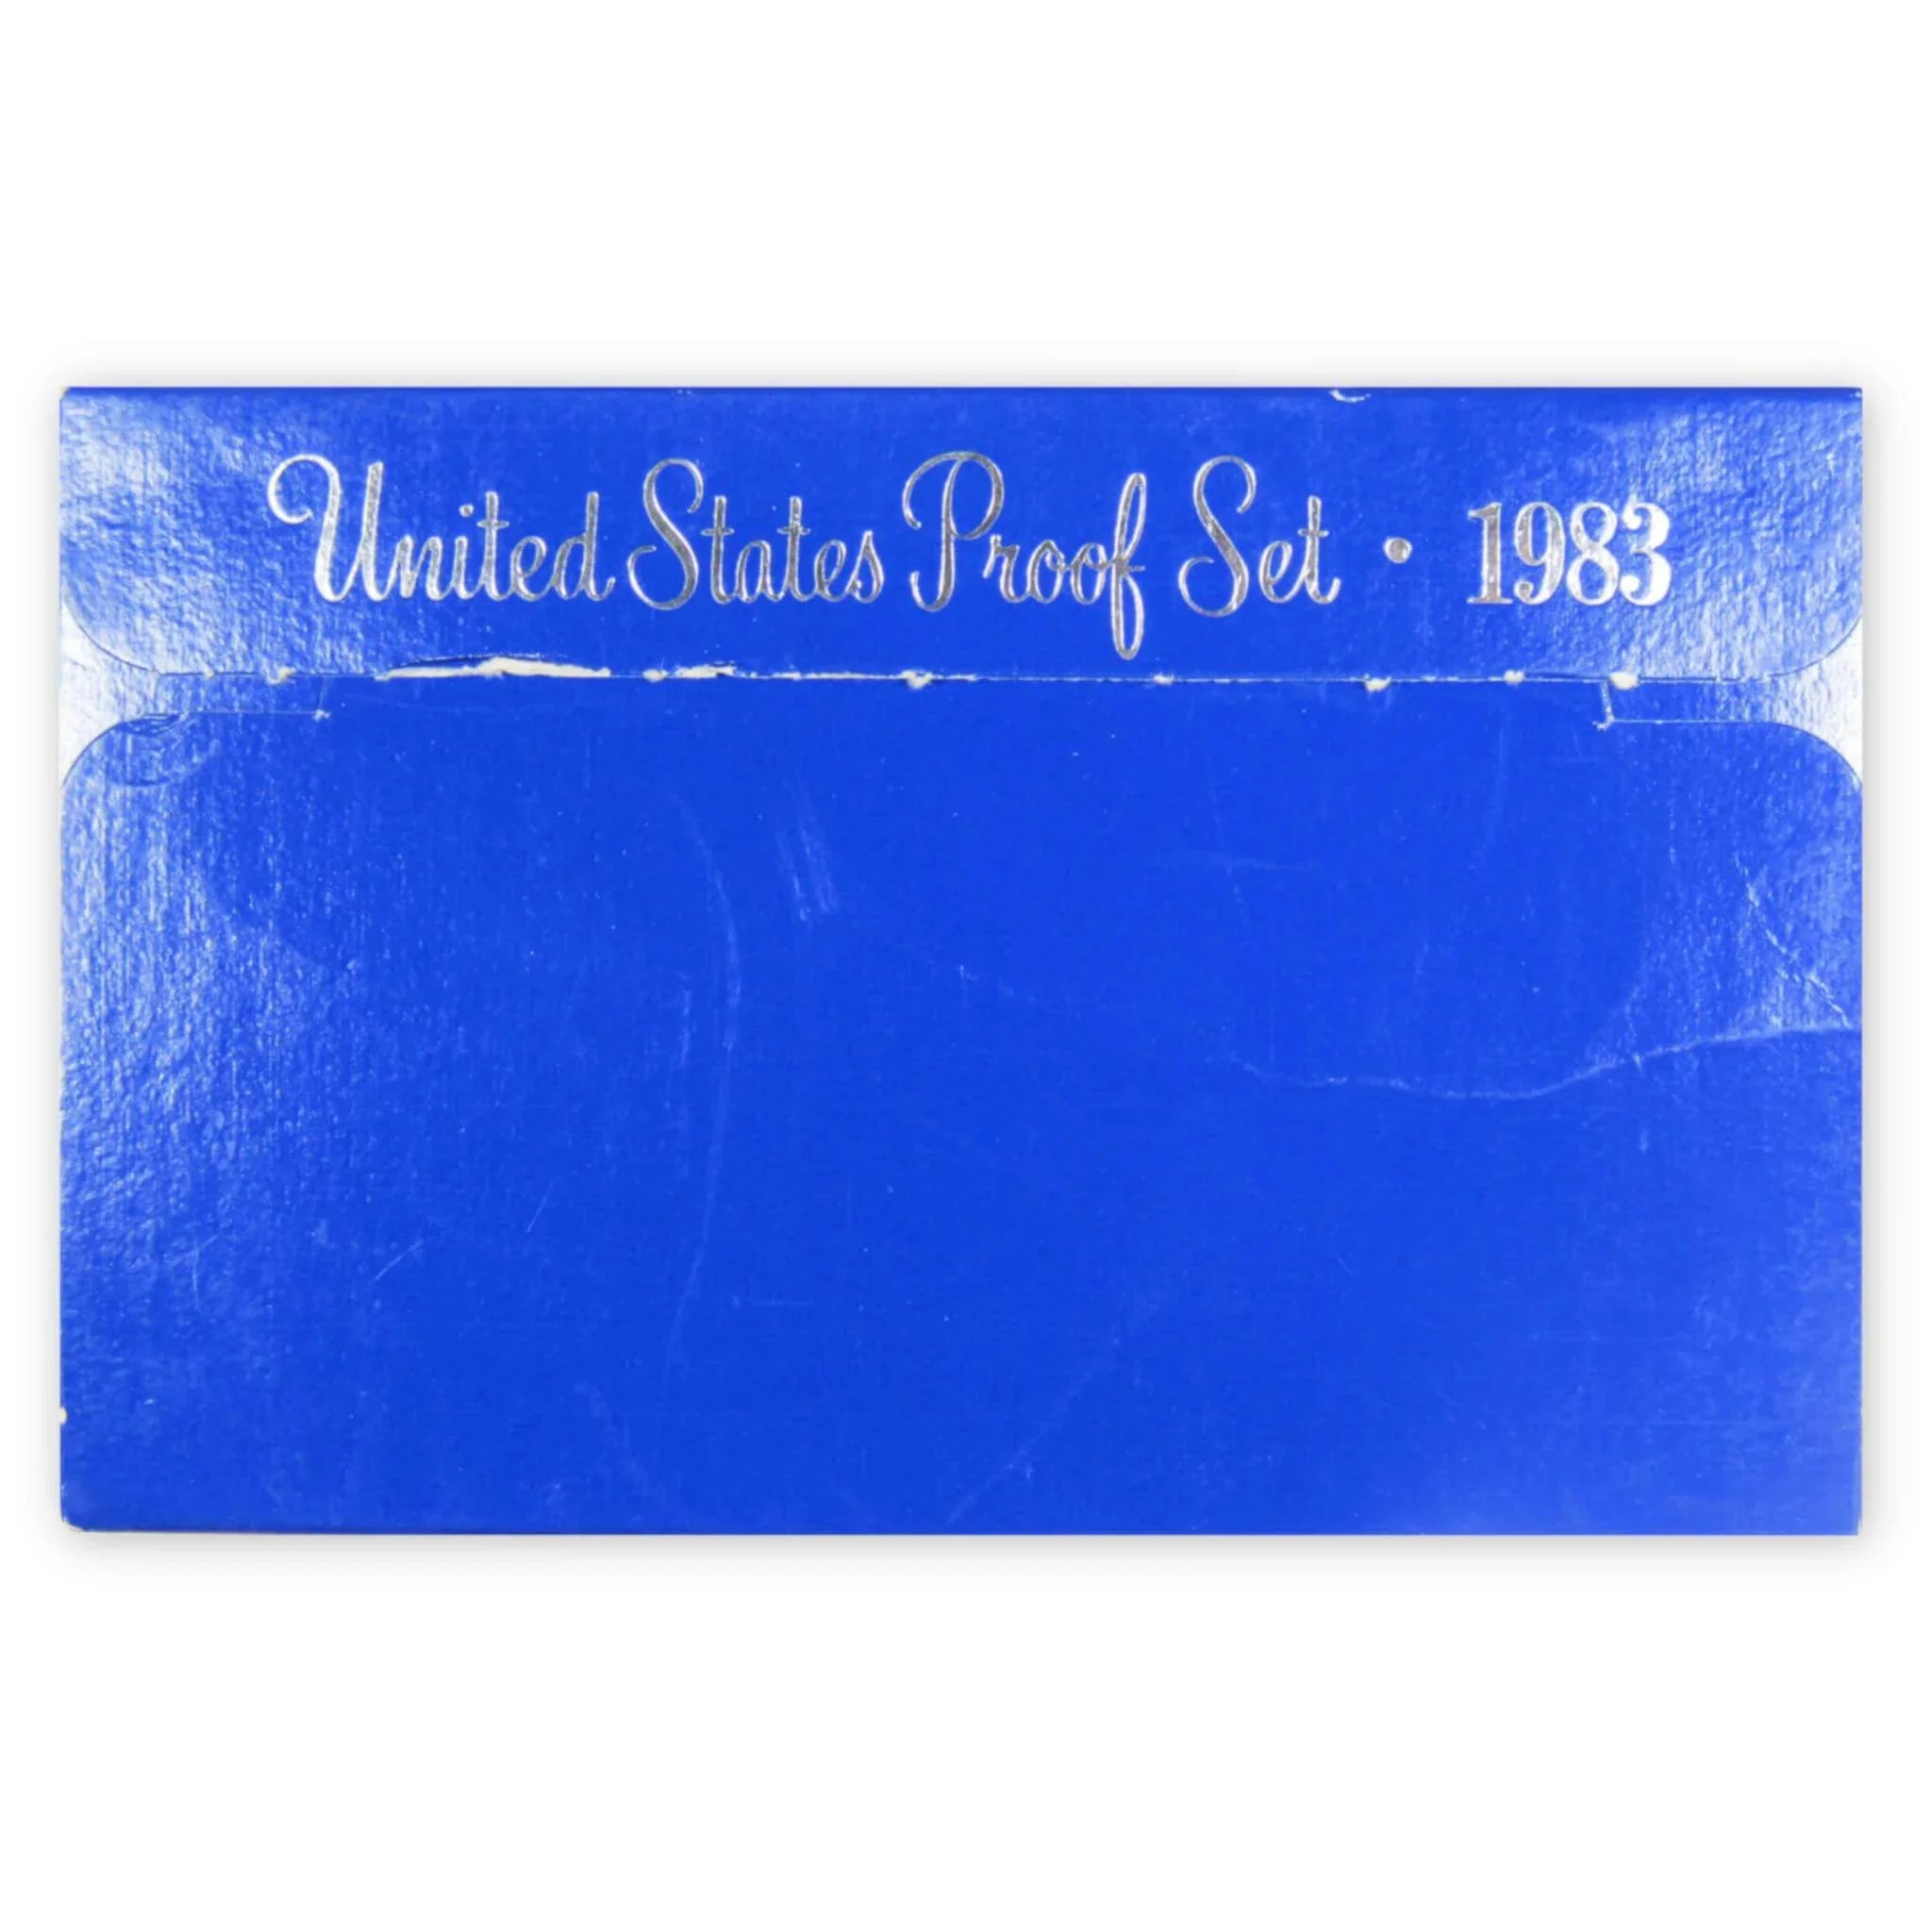 United States Proof Set • 1983